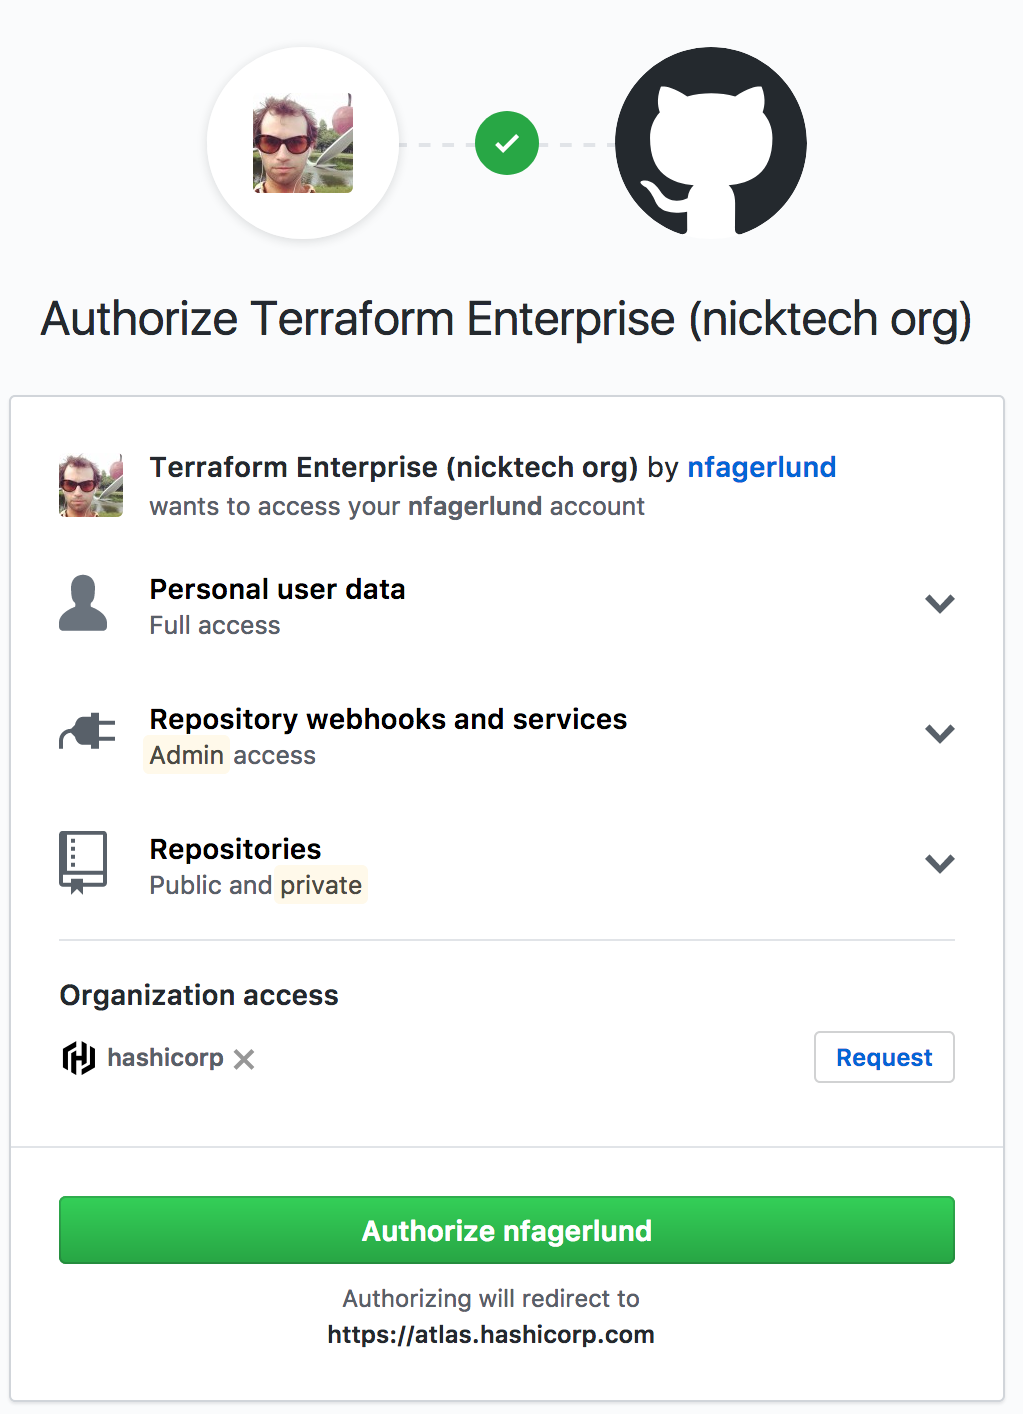 Authorize Terraform Enterprise (nicktech org)
Terraform Enterprise (nicktech org) by nfagerlund
wants to access your nfagerlund account
Personal user data
Full access
Repository webhooks and services
Admin access
Repositories
Public and private
Organization access
hashicorp
Request
Authorize nfagerlund
Authorizing will redirect to
https://atlas.hashicorp.com